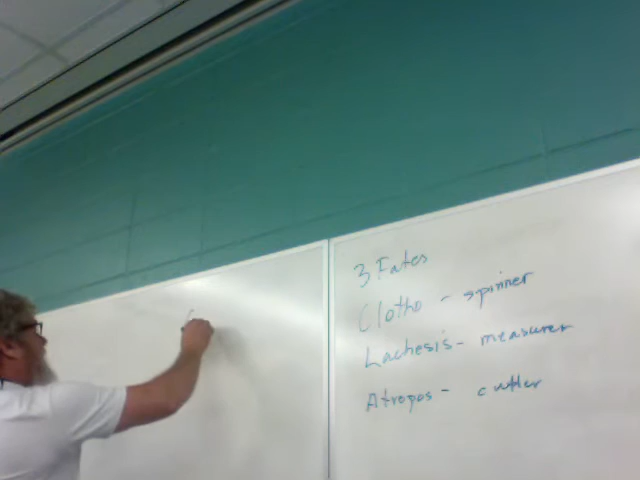 3 Fates
Clotho - spinner
Lachesis - measurer
Atropos - cutter